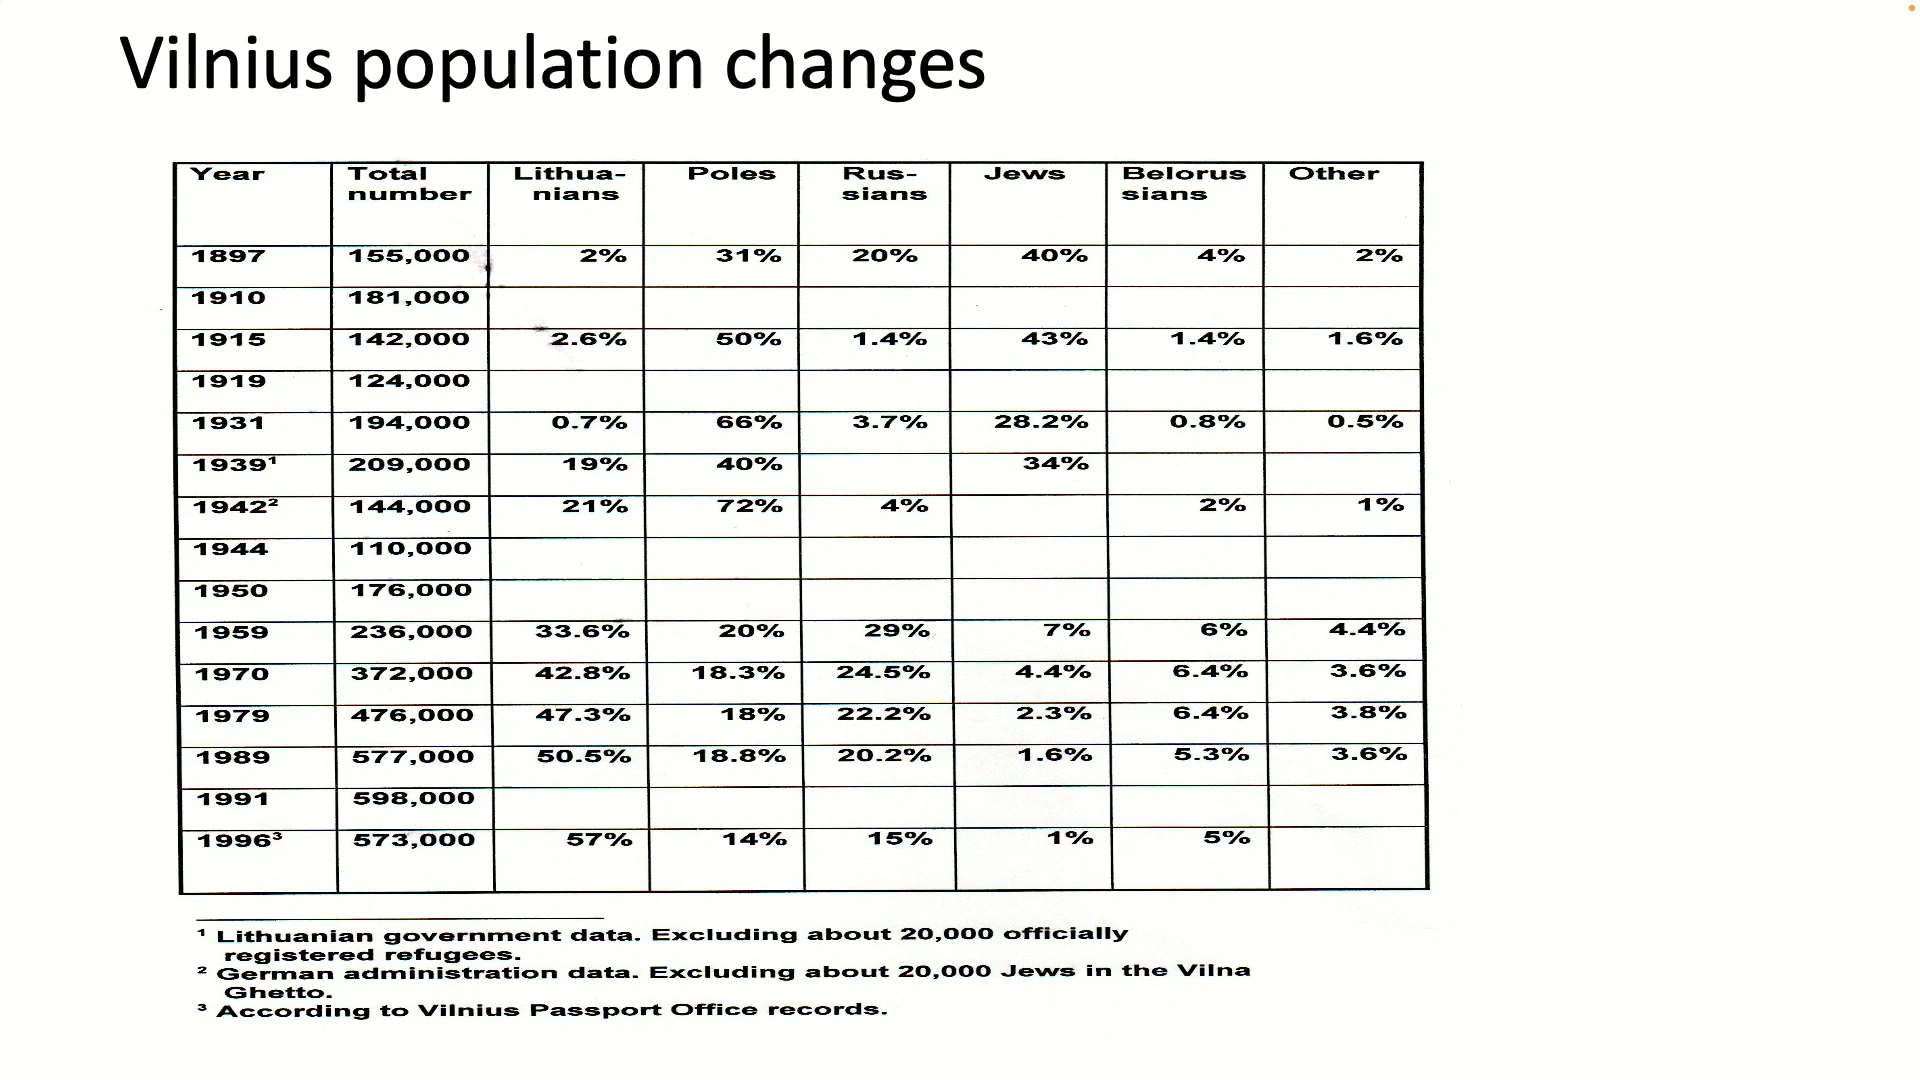 Vilnius population changes
Year Total number Lithua-nians Poles Rus-sians Jews Belorus sians Other
1897 155,000 2% 31% 20% 40% 4% 2%
1910 181,000
1915 142,000 2.6% 50% 1.4% 43% 1.4% 1.6%
1919 124,000
1931 194,000 0.7% 66% 3.7% 28.2% 0.8% 0.5%
1939¹ 209,000 19% 40% 34%
1942² 144,000 21% 72% 4% 2% 1%
1944 110,000
1950 176,000
1959 236,000 33.6% 20% 29% 7% 6% 4.4%
1970 372,000 42.8% 18.3% 24.5% 4.4% 6.4% 3.6%
1979 476,000 47.3% 18% 22.2% 2.3% 6.4% 3.8%
1989 577,000 50.5% 18.8% 20.2% 1.6% 5.3% 3.6%
1991 598,000
1996³ 573,000 57% 14% 15% 1% 5%
¹ Lithuanian government data. Excluding about 20,000 officially
registered refugees.
² German administration data. Excluding about 20,000 Jews in the Vilna
Ghetto.
³ According to Vilnius Passport Office records.